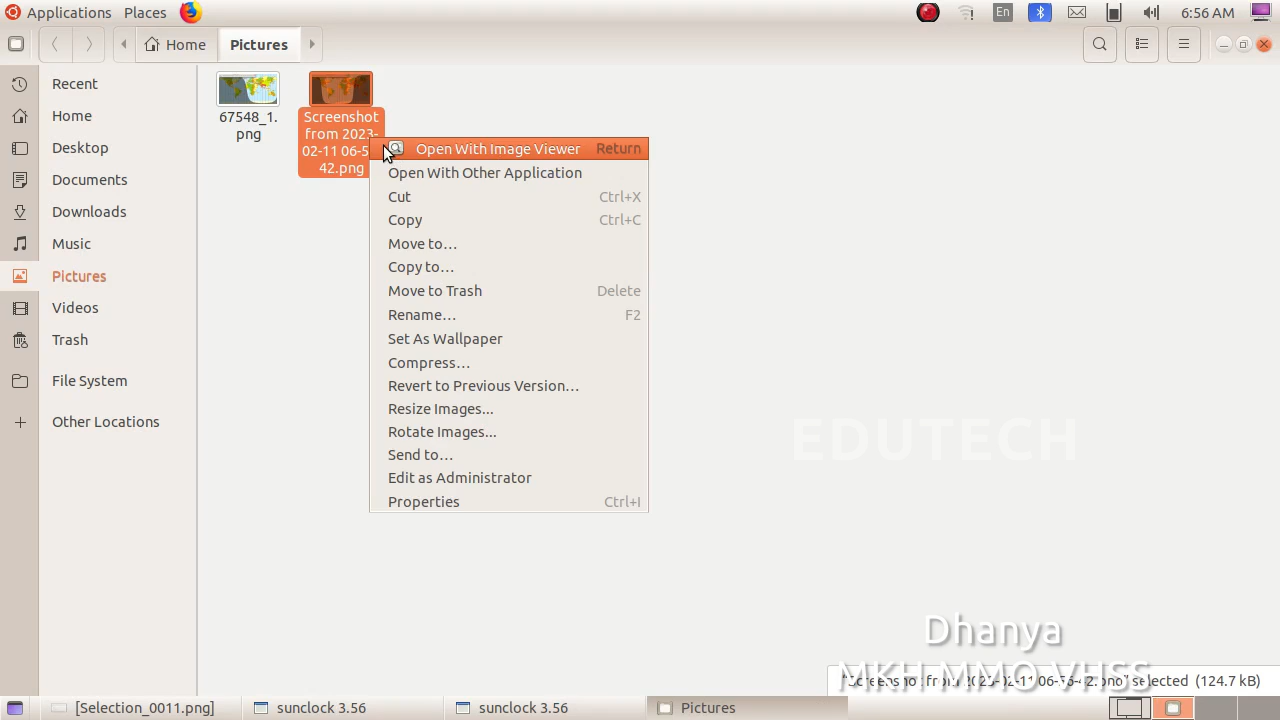 Applications Places En 6:56 AM
Home Pictures
Recent
Home
Desktop
Documents
Downloads
Music
Pictures
Videos
Trash
File System
Other Locations
67548_1.
png
Screenshot
from 2023-
02-11 06-5
42.png
Open With Image Viewer Return
Open With Other Application
Cut Ctrl+X
Copy Ctrl+C
Move to…
Copy to…
Move to Trash Delete
Rename… F2
Set As Wallpaper
Compress…
Revert to Previous Version…
Resize Images...
Rotate Images...
Send to…
Edit as Administrator
Properties Ctrl+I
EDUTECH
Dhanya
MKH MMO VHSS
selected (124.7 kB)
[Selection_0011.png] sunclock 3.56 sunclock 3.56 Pictures